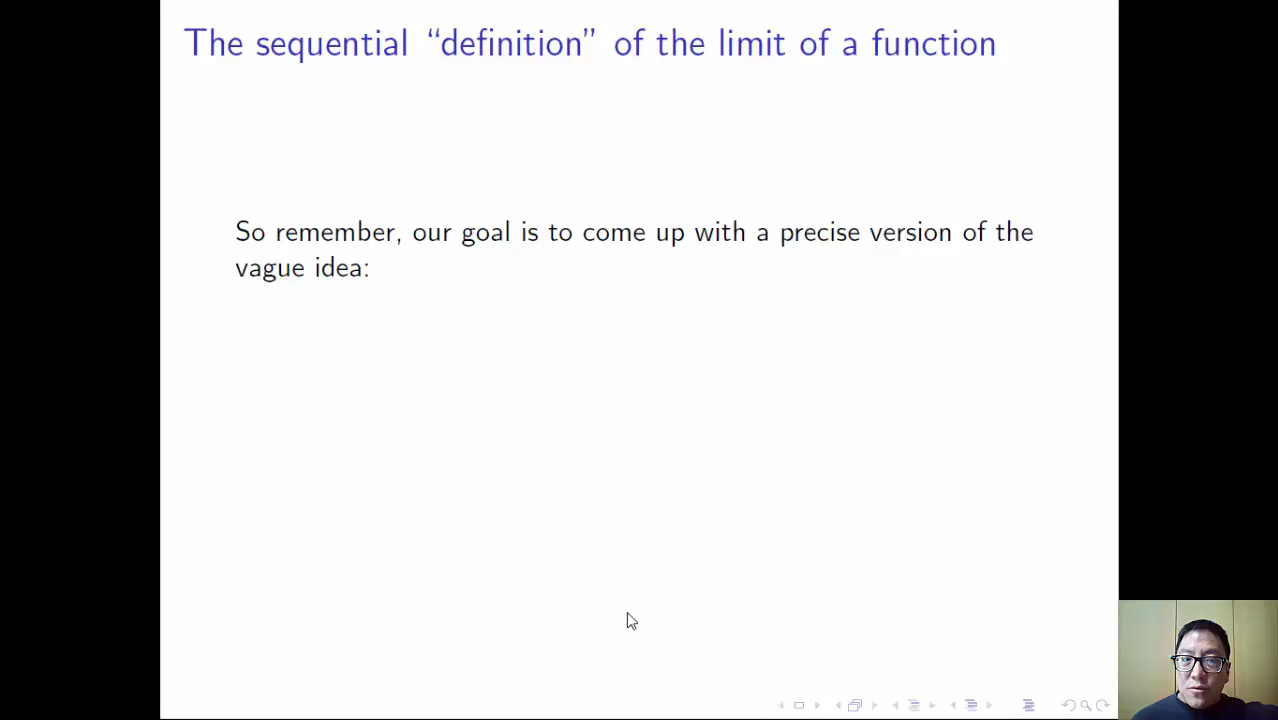 The sequential “definition” of the limit of a function
So remember, our goal is to come up with a precise version of the
vague idea: